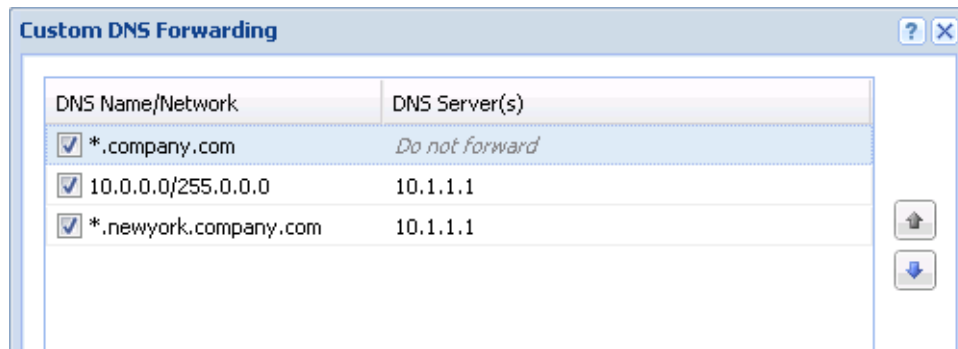 Custom DNS Forwarding ?
DNS Name/Network DNS Server(s)
*.company.com Do not forward
10.0.0.0/255.0.0.0 10.1.1.1
*.newyork.company.com 10.1.1.1